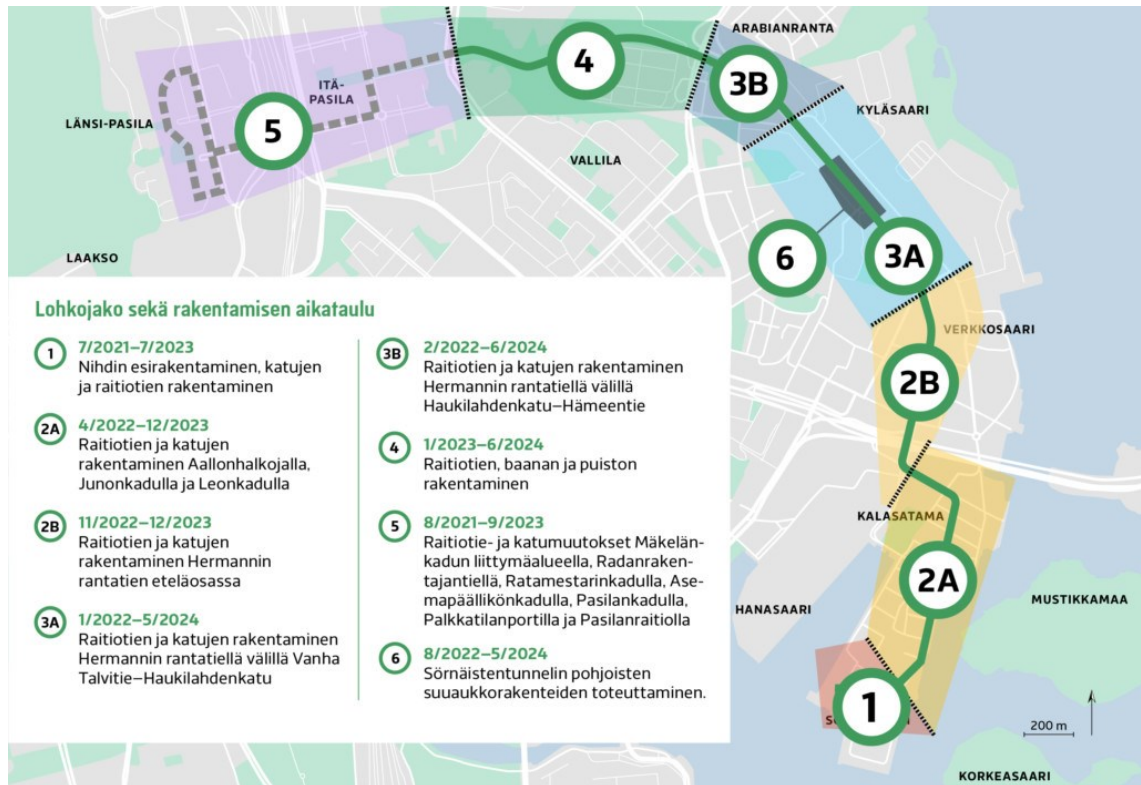 ARABIANRANTA
4
3B
ITÄ-
PASILA
KYLÄSAARI
LÄNSI-PASILA
5
VALLILA
6
3A
LAAKSO
VERKKOSAARI
2B
KALASATAMA
2A
HANASAARI
MUSTIKKAMAA
1
200 m
KORKEASAARI
Lohkojako sekä rakentamisen aikataulu
1
7/2021–7/2023
Nihdin esirakentaminen, katujen
ja raitiotien rakentaminen
2A
4/2022–12/2023
Raitiotien ja katujen
rakentaminen Aallonhalkojalla,
Junonkadulla ja Leonkadulla
2B
11/2022–12/2023
Raitiotien ja katujen
rakentaminen Hermannin
rantatien eteläosassa
3A
1/2022–5/2024
Raitiotien ja katujen rakentaminen
Hermannin rantatiellä välillä Vanha
Talvitie–Haukilahdenkatu
3B
2/2022–6/2024
Raitiotien ja katujen rakentaminen
Hermannin rantatiellä välillä
Haukilahdenkatu–Hämeentie
4
1/2023–6/2024
Raitiotien, baanan ja puiston
rakentaminen
5
8/2021–9/2023
Raitiotie- ja katumuutokset Mäkelän-
kadun liittymäalueella, Radanraken-
tajantiellä, Ratamestarinkadulla, Ase-
mapäällikönkadulla, Pasilankadulla,
Palkkatilanportilla ja Pasilanraitiolla
6
8/2022–5/2024
Sörnäistentunnelin pohjoisten
suuaukkorakenteiden toteuttaminen.